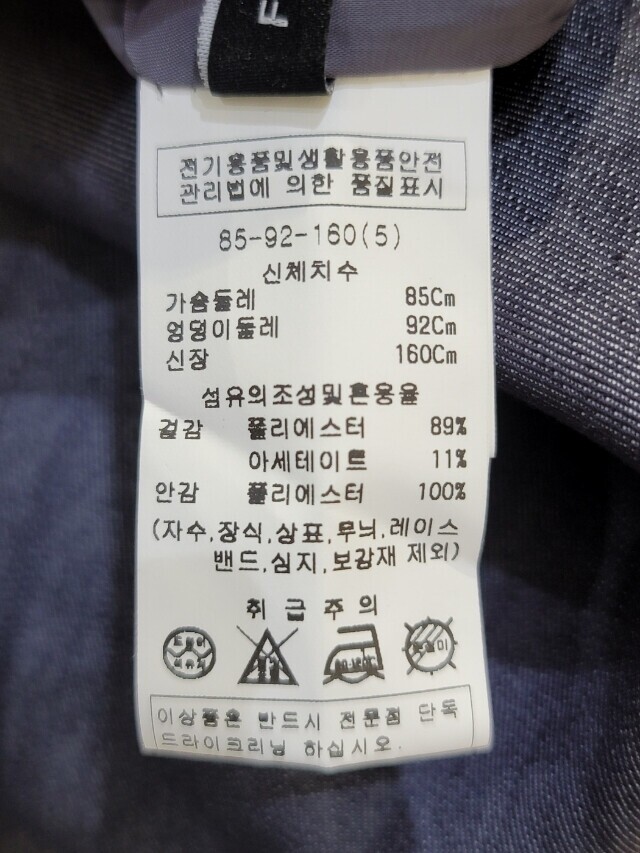 F
전기용품및생활용품안전
관리법에 의한 품질표시
85-92-160(5)
신체치수
가슴둘레 85Cm
엉덩이둘레 92Cm
신장 160Cm
섬유의조성및혼용율
겉감 폴리에스터 89%
아세테이트 11%
안감 폴리에스터 100%
(자수,장식,상표,무늬,레이스
밴드,심지,보강재 제외)
취급주의
드라이
이상품은 반드시 전문점 단독
드라이크리닝 하십시오.